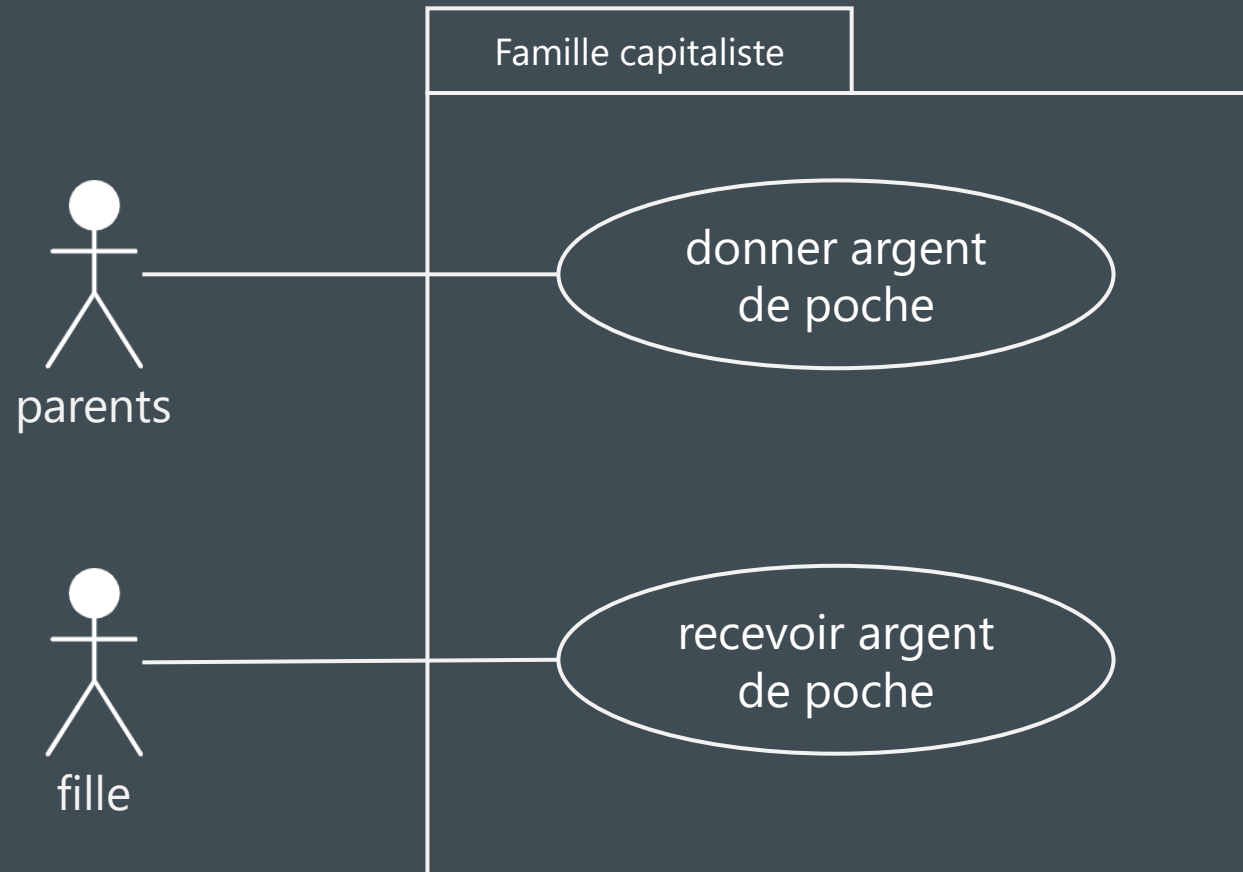 Famille capitaliste
donner argent
de poche
parents
recevoir argent
de poche
fille